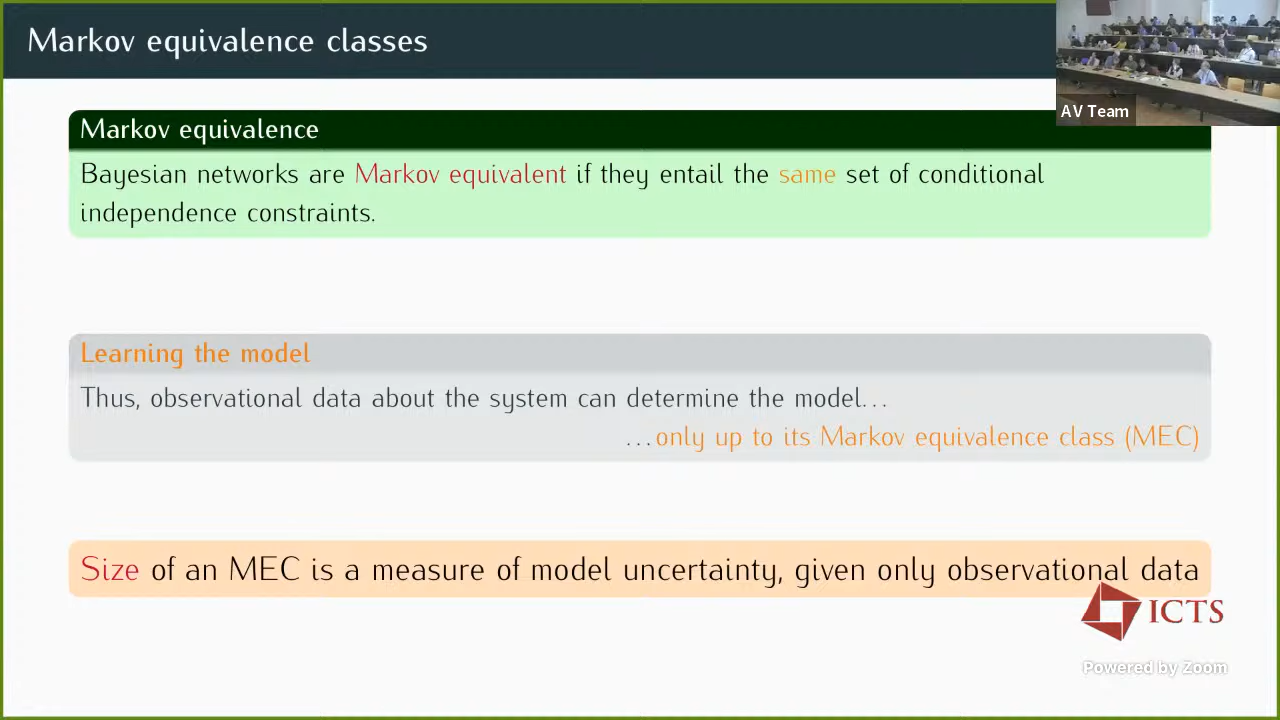 Markov equivalence classes
AV Team
Markov equivalence
Bayesian networks are Markov equivalent if they entail the same set of conditional
independence constraints.
Learning the model
Thus, observational data about the system can determine the model...
...only up to its Markov equivalence class (MEC)
Size of an MEC is a measure of model uncertainty, given only observational data
ICTS
Powered by Zoom